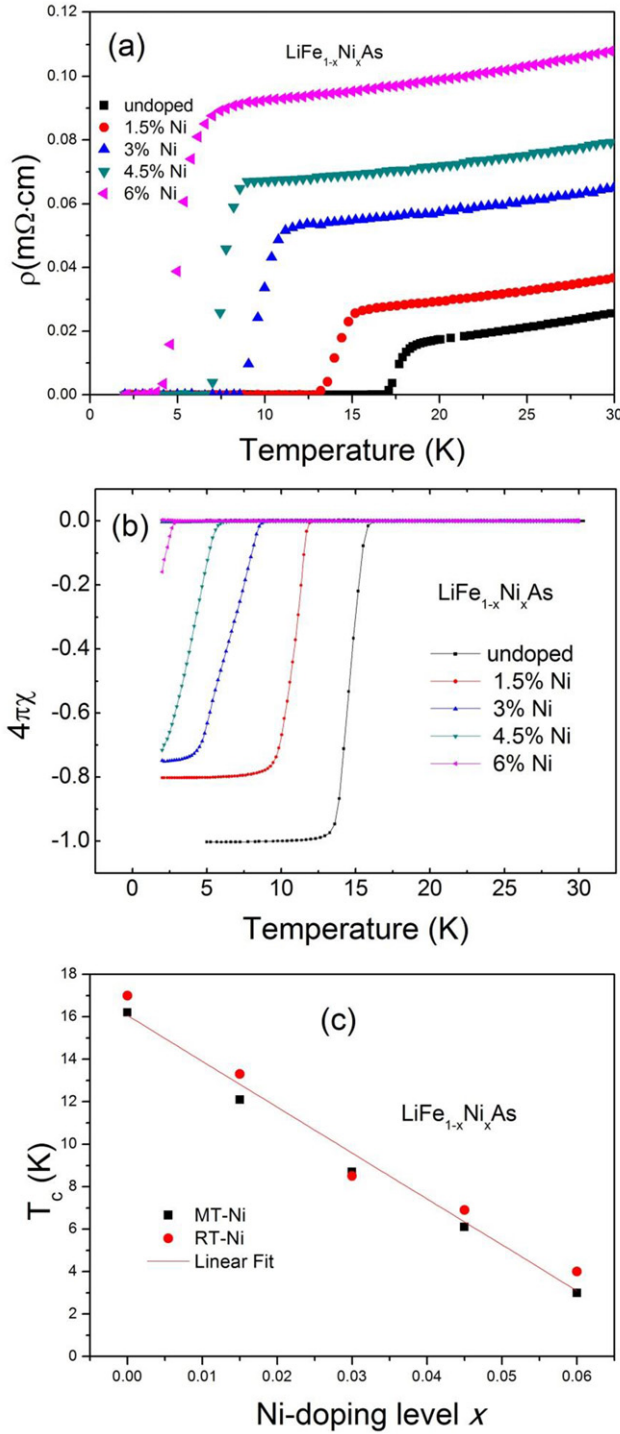 (a)
LiFe1-xNixAs
undoped
1.5% Ni
3% Ni
4.5% Ni
6% Ni
0.12
0.10
0.08
0.06
0.04
0.02
0.00
ρ(mΩ·cm)
0 5 10 15 20 25 30
Temperature (K)
(b)
LiFe1-xNixAs
undoped
1.5% Ni
3% Ni
4.5% Ni
6% Ni
0.0
-0.2
-0.4
-0.6
-0.8
-1.0
4πχ
0 5 10 15 20 25 30
Temperature (K)
(c)
LiFe1-xNixAs
MT-Ni
RT-Ni
Linear Fit
18
16
14
12
10
8
6
4
2
0
Tc (K)
0.00 0.01 0.02 0.03 0.04 0.05 0.06
Ni-doping level x